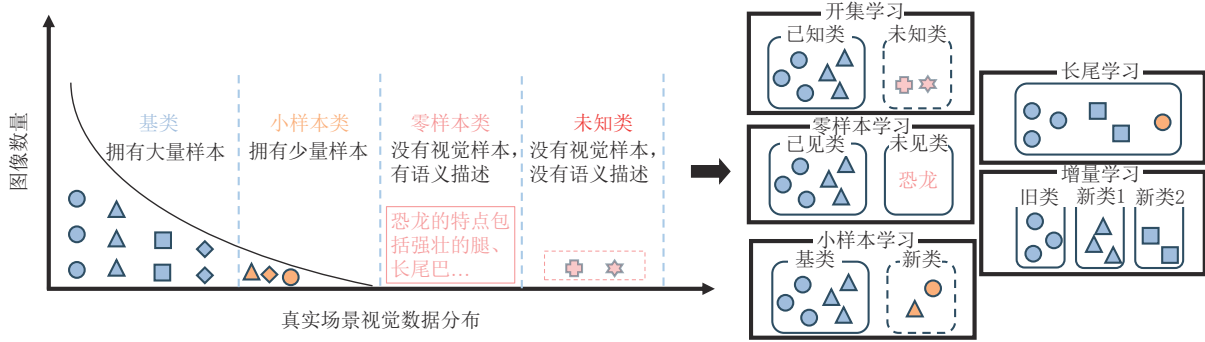 图像数量
基类
拥有大量样本
小样本类
拥有少量样本
零样本类
没有视觉样本,
有语义描述
恐龙的特点包
括强壮的腿、
长尾巴…
未知类
没有视觉样本,
没有语义描述
真实场景视觉数据分布
开集学习
已知类
未知类
零样本学习
已见类
未见类
恐龙
小样本学习
基类
新类
长尾学习
增量学习
旧类
新类1
新类2